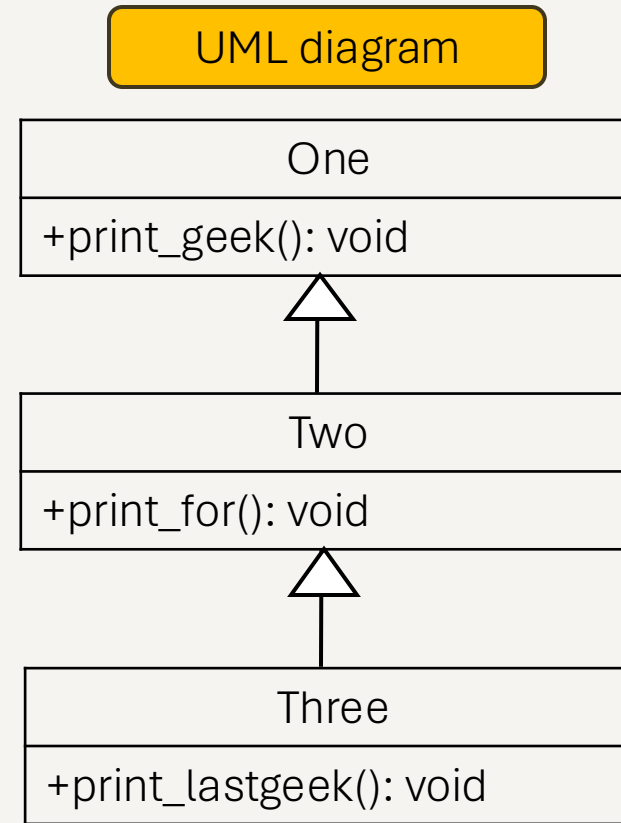 UML diagram
One
+print_geek(): void
Two
+print_for(): void
Three
+print_lastgeek(): void